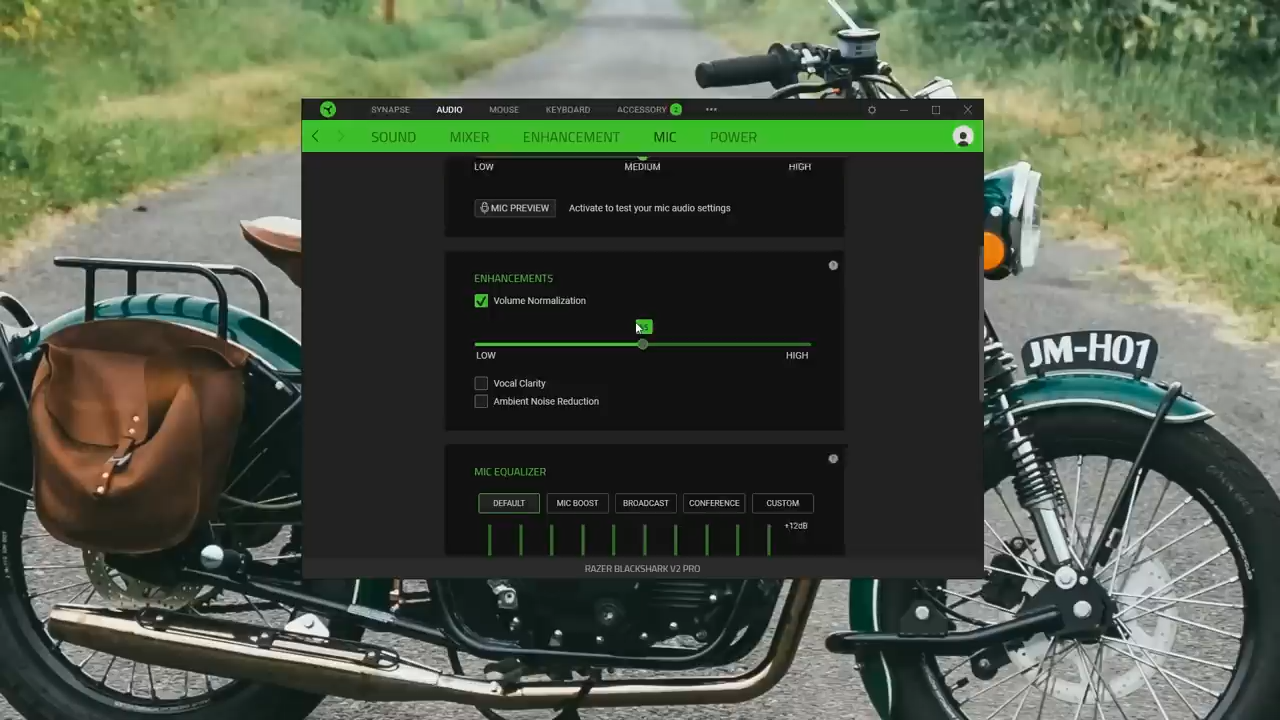 SYNAPSE AUDIO MOUSE KEYBOARD ACCESSORY 2 •••
SOUND MIXER ENHANCEMENT MIC POWER
LOW MEDIUM HIGH
MIC PREVIEW Activate to test your mic audio settings
ENHANCEMENTS
Volume Normalization
LOW HIGH
Vocal Clarity
Ambient Noise Reduction
MIC EQUALIZER
DEFAULT MIC BOOST BROADCAST CONFERENCE CUSTOM
+12dB
RAZER BLACKSHARK V2 PRO
JM-H01